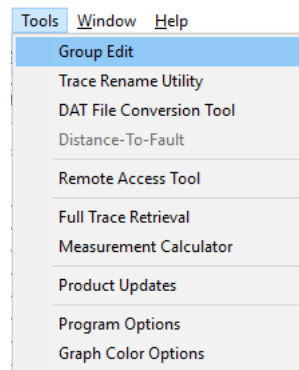 Tools Window Help
Group Edit
Trace Rename Utility
DAT File Conversion Tool
Distance-To-Fault
Remote Access Tool
Full Trace Retrieval
Measurement Calculator
Product Updates
Program Options
Graph Color Options